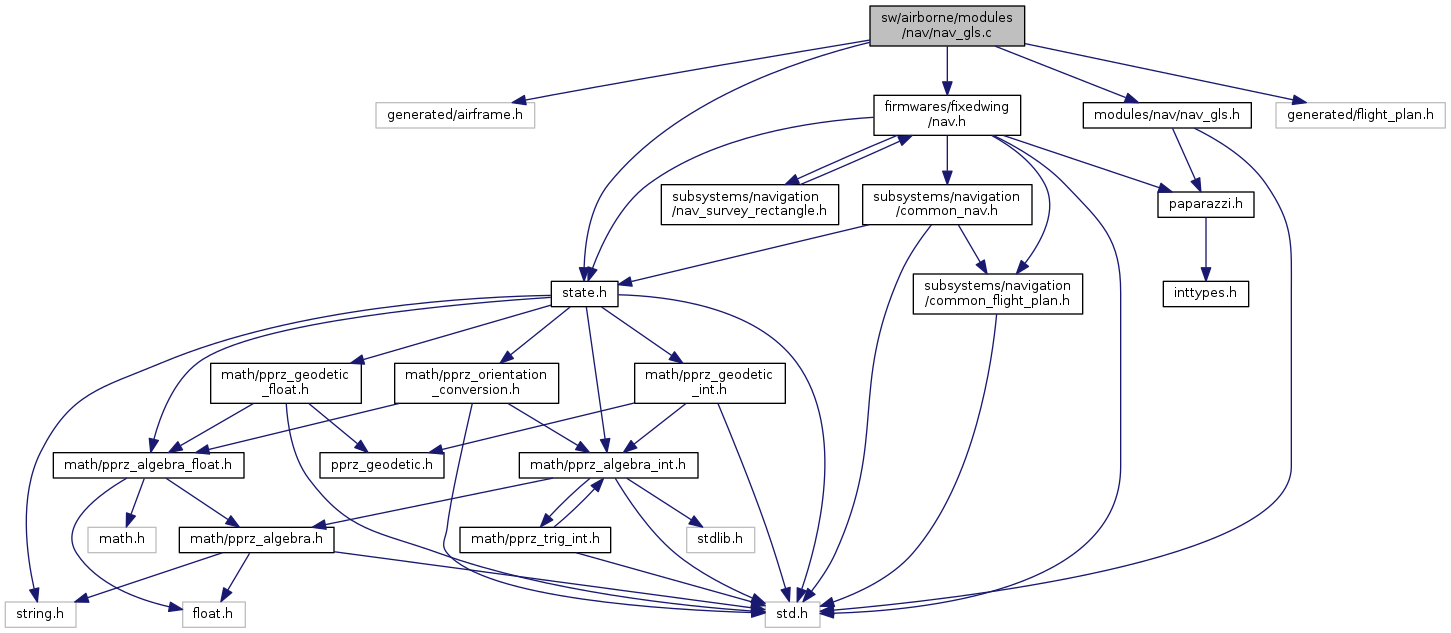 sw/airborne/modules
/nav/nav_gls.c
generated/airframe.h
firmwares/fixedwing
/nav.h
modules/nav/nav_gls.h
generated/flight_plan.h
subsystems/navigation
/nav_survey_rectangle.h
subsystems/navigation
/common_nav.h
paparazzi.h
state.h
subsystems/navigation
/common_flight_plan.h
inttypes.h
math/pprz_geodetic
_float.h
math/pprz_orientation
_conversion.h
math/pprz_geodetic
_int.h
math/pprz_algebra_float.h
pprz_geodetic.h
math/pprz_algebra_int.h
math.h
math/pprz_algebra.h
math/pprz_trig_int.h
stdlib.h
string.h
float.h
std.h